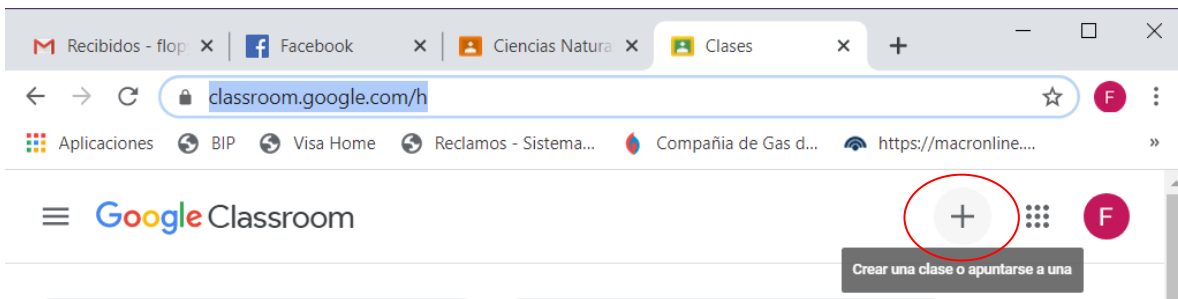 Recibidos - flop Facebook Ciencias Natura Clases
classroom.google.com/h F
Aplicaciones BIP Visa Home Reclamos - Sistema... Compañia de Gas d... https://macronline.... »
Google Classroom F
Crear una clase o apuntarse a una